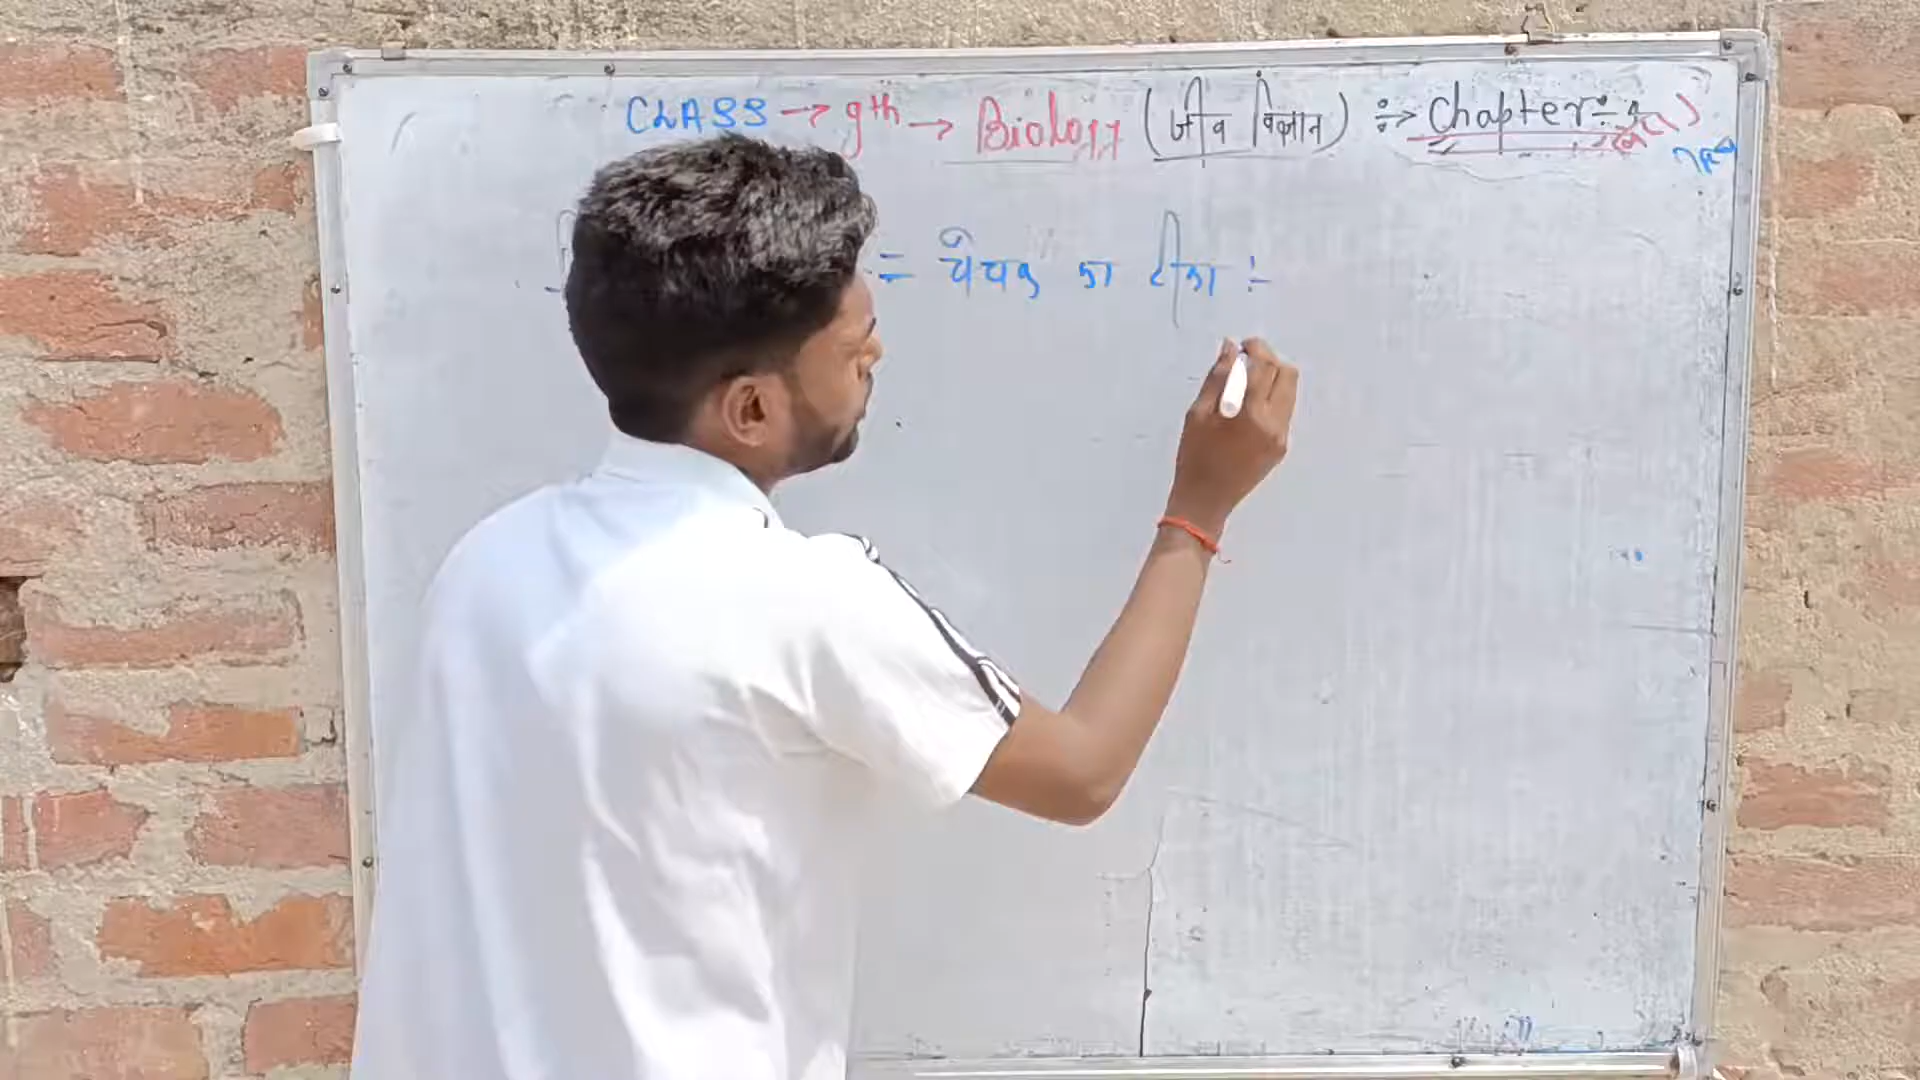 CLASS → 9th → Biology (जीव विज्ञान) ÷→ Chapter÷
= चेचक का टीका :-